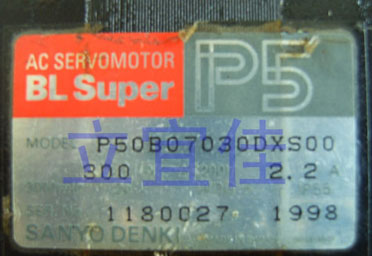 AC SERVOMOTOR
BL Super P5
MODEL P50B07030DXS00
300 2.2 A
1180027 1998
SANYO DENKI
立宜佳